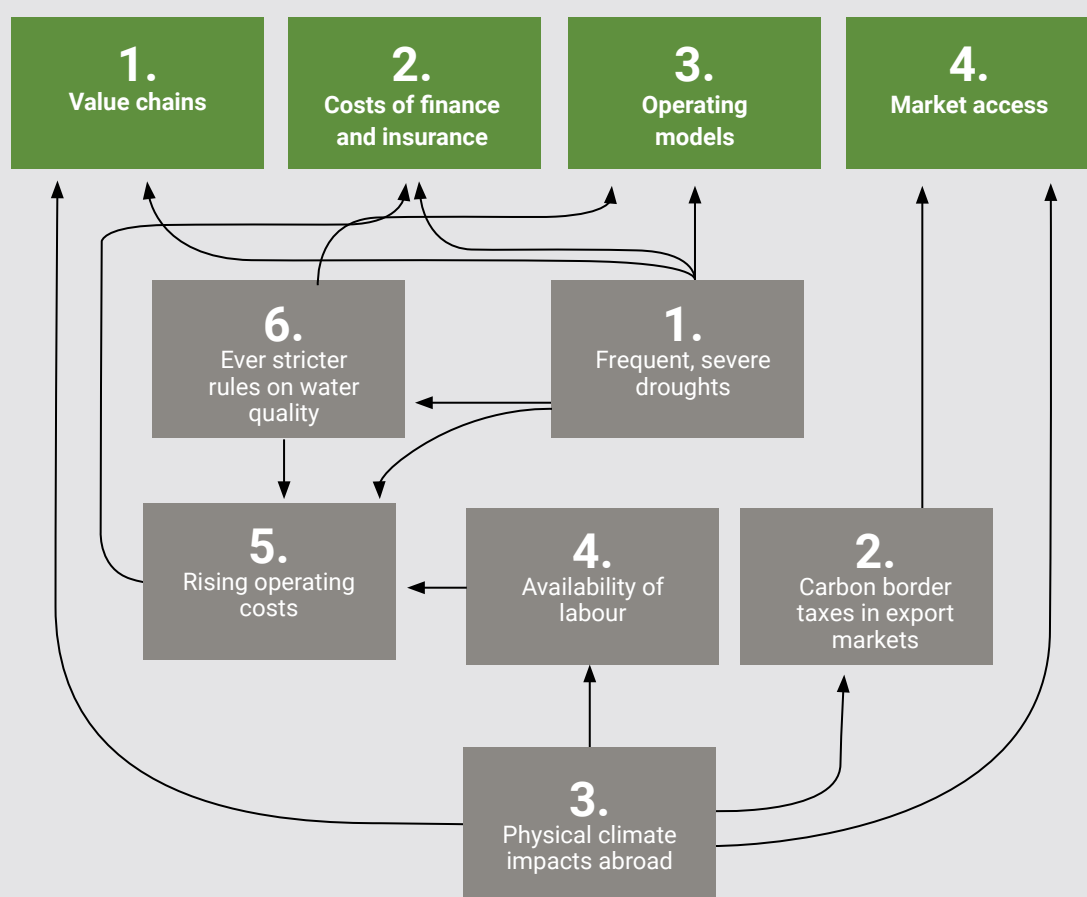 1.
Value chains
2.
Costs of finance
and insurance
3.
Operating
models
4.
Market access
6.
Ever stricter
rules on water
quality
1.
Frequent, severe
droughts
5.
Rising operating
costs
4.
Availability of
labour
2.
Carbon border
taxes in export
markets
3.
Physical climate
impacts abroad